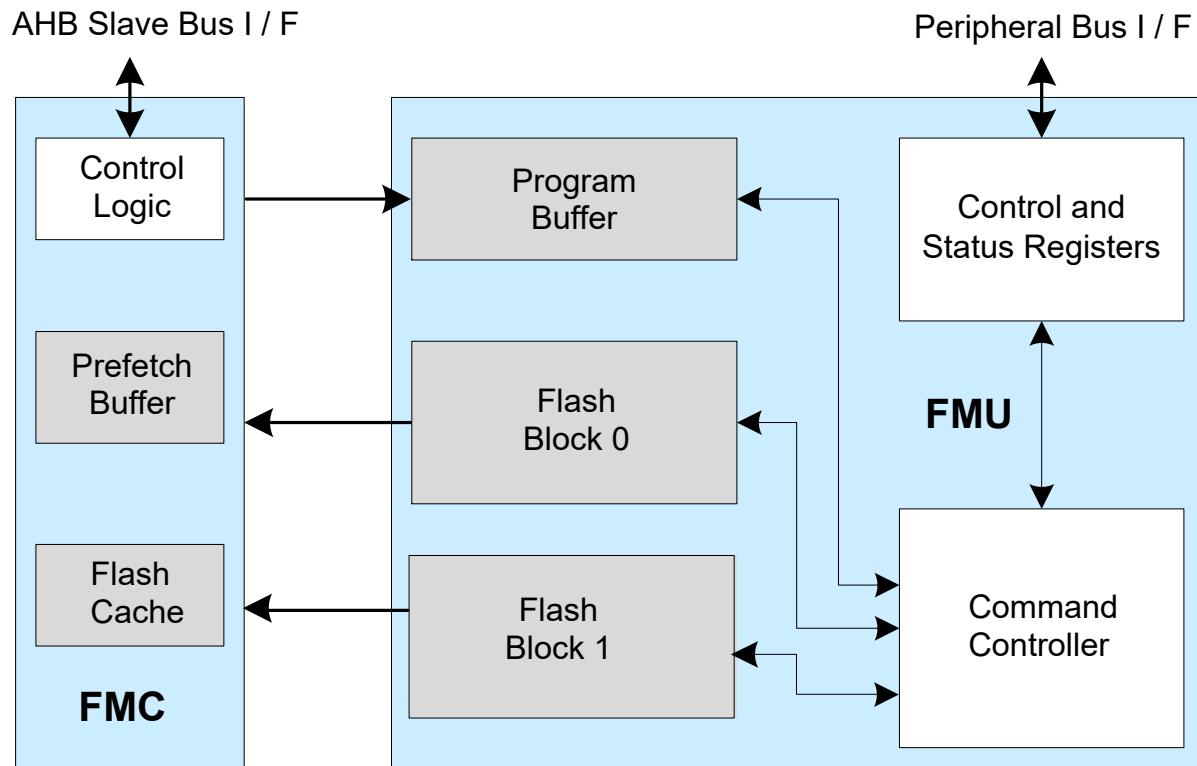 AHB Slave Bus I / F
Peripheral Bus I / F
Control
Logic
Prefetch
Buffer
Flash
Cache
FMC
Program
Buffer
Flash
Block 0
Flash
Block 1
Control and
Status Registers
FMU
Command
Controller